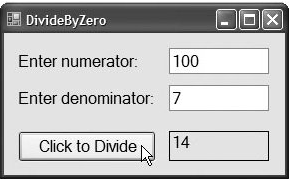 DivideByZero
Enter numerator: 100
Enter denominator: 7
Click to Divide 14